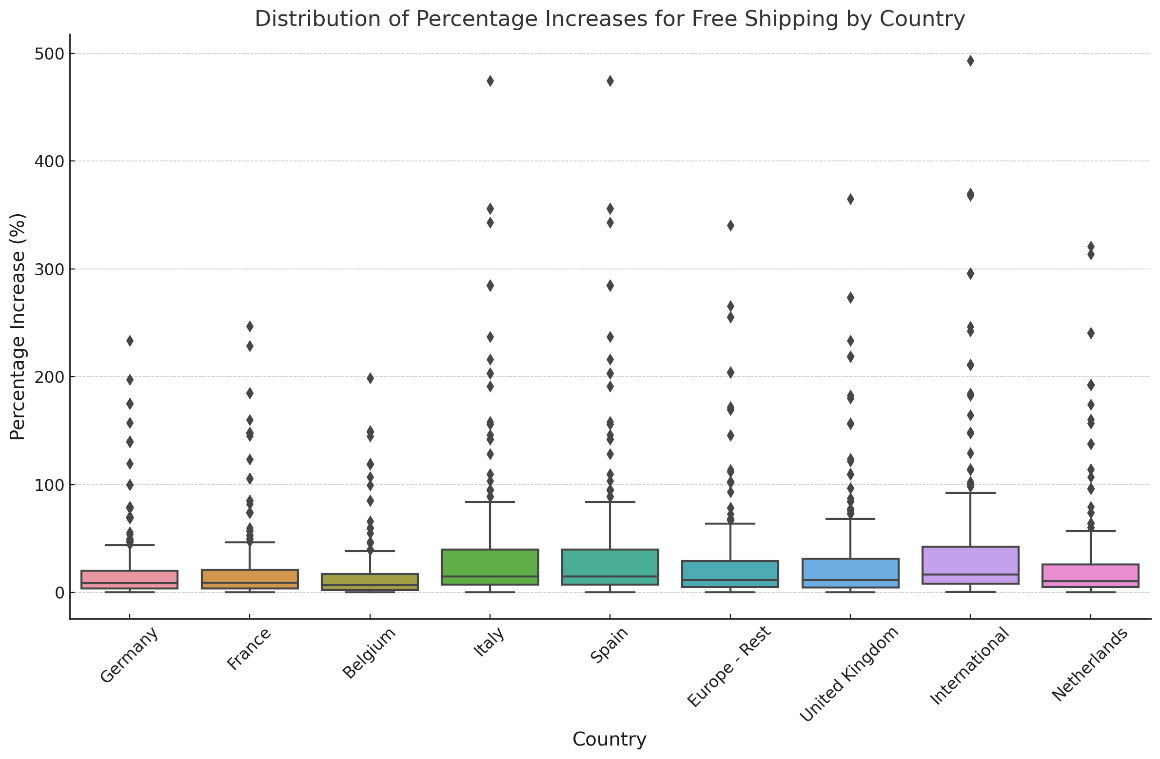 Distribution of Percentage Increases for Free Shipping by Country
Percentage Increase (%)
500
400
300
200
100
0
Germany
France
Belgium
Italy
Spain
Europe - Rest
United Kingdom
International
Netherlands
Country